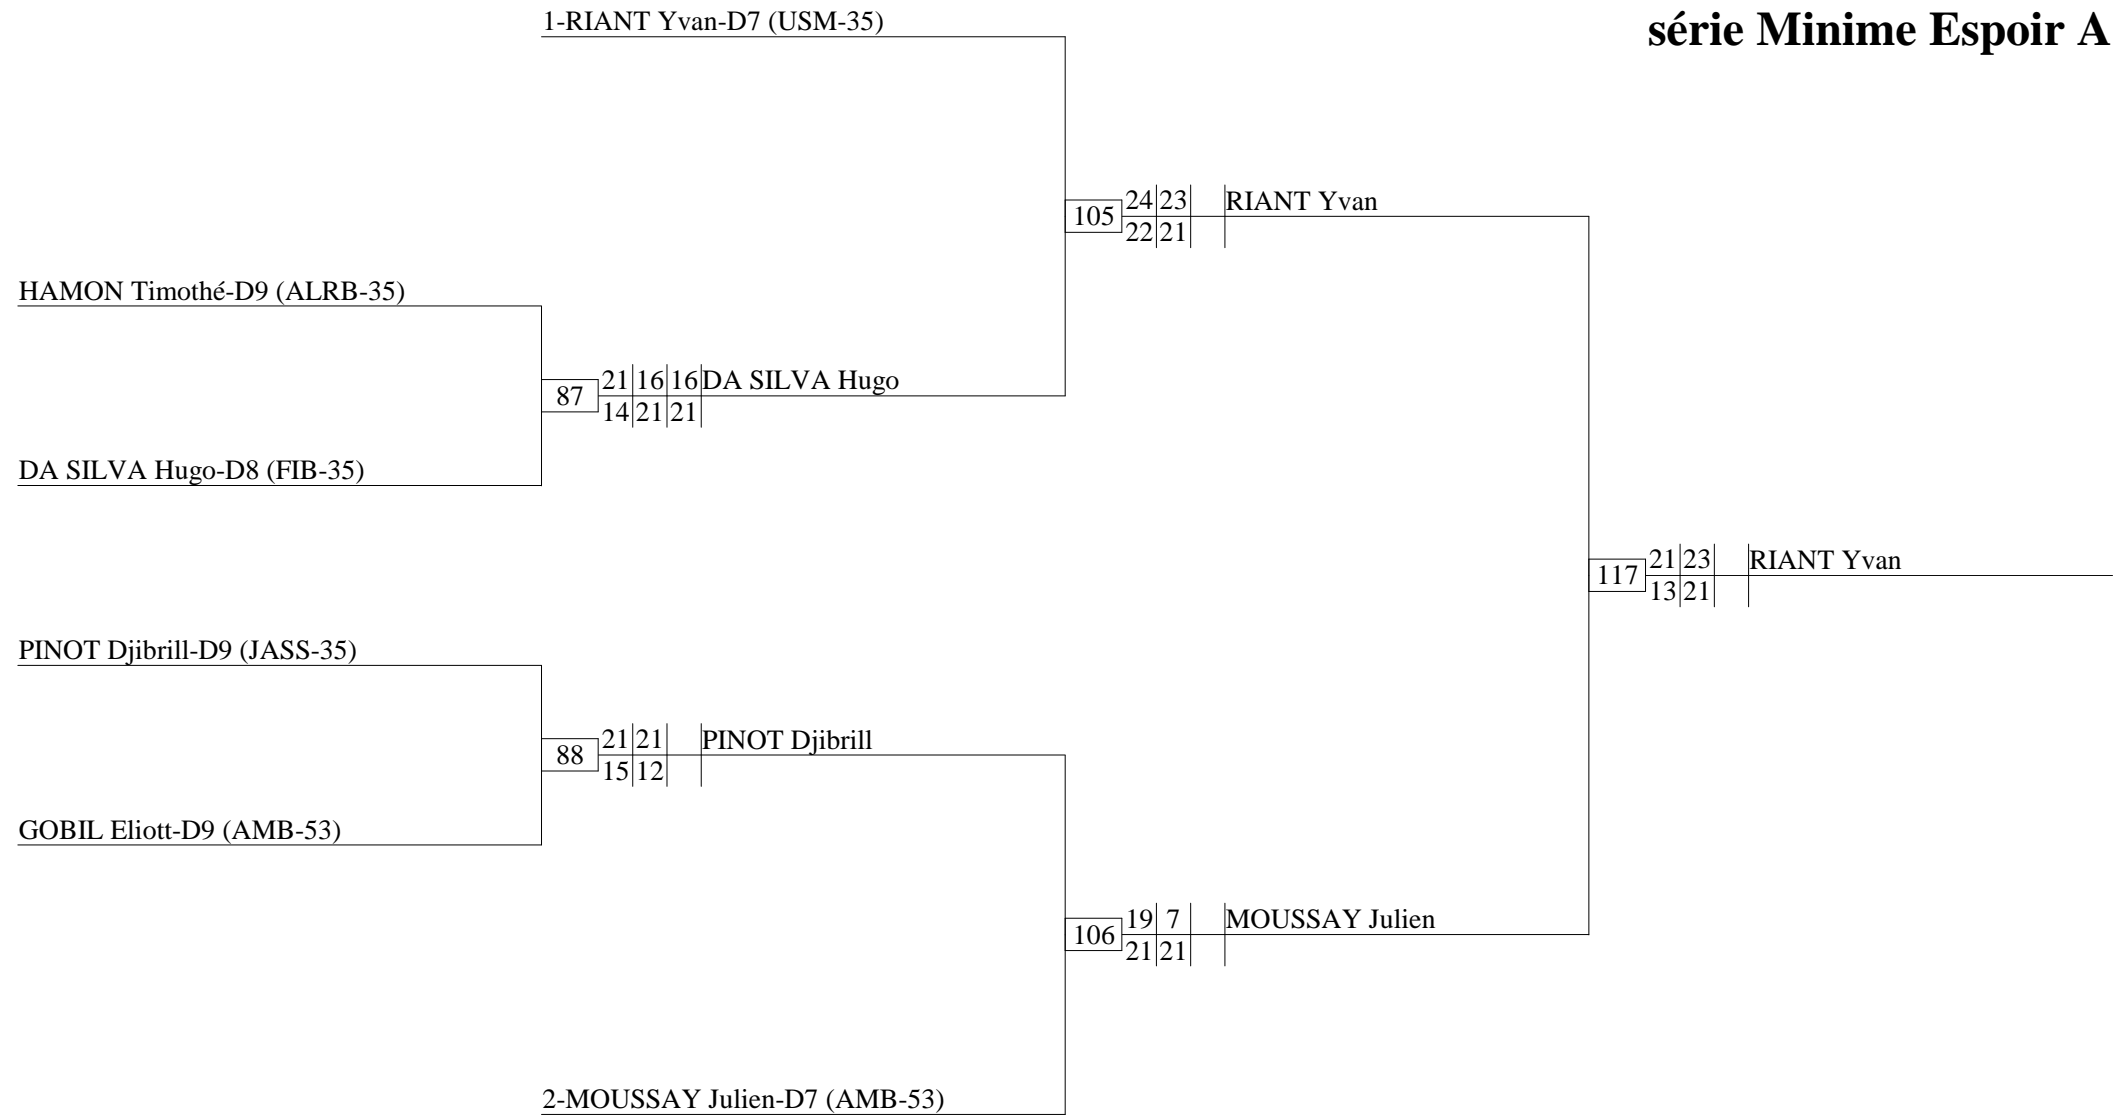 1-RIANT Yvan-D7 (USM-35)
série Minime Espoir A
105
24 23
22 21
RIANT Yvan
HAMON Timothé-D9 (ALRB-35)
87
21 16 16
14 21 21
DA SILVA Hugo
DA SILVA Hugo-D8 (FIB-35)
117
21 23
13 21
RIANT Yvan
PINOT Djibrill-D9 (JASS-35)
88
21 21
15 12
PINOT Djibrill
GOBIL Eliott-D9 (AMB-53)
106
19 7
21 21
MOUSSAY Julien
2-MOUSSAY Julien-D7 (AMB-53)